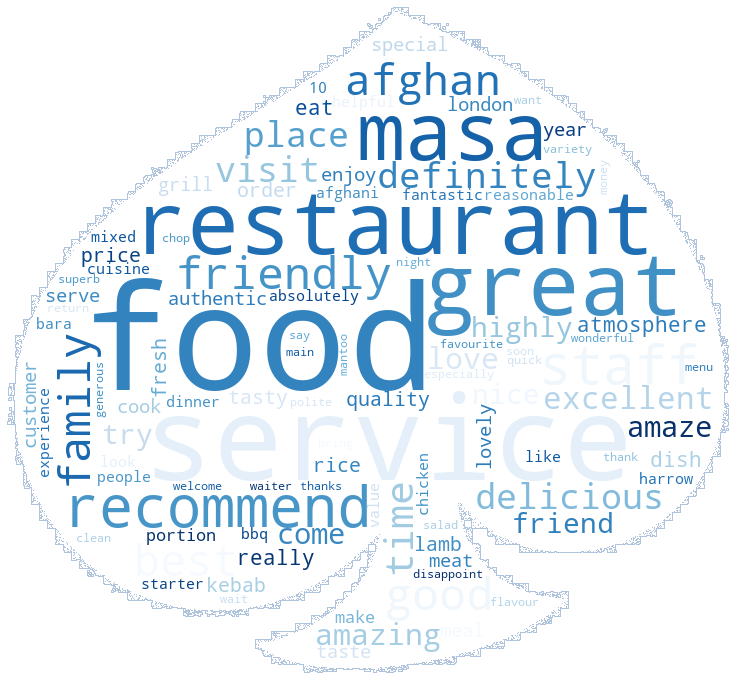 special
afghan
10
helpful
london
want
eat
masa
year
place
variety
visit
enjoy
definitely
money
grill
order
afghani
fantastic
reasonable
restaurant
mixed
chop
price
cuisine
friendly
night
great
superb
serve
authentic
absolutely
return
food
bara
say
highly
atmosphere
wonderful
main
mantoo
favourite
soon
quick
family
fresh
love
staff
especially
menu
customer
generous
experience
cook
dinner
tasty
polite
quality
nice
excellent
try
service
drink
lovely
amaze
look
people
rice
like
thank
dish
harrow
welcome
waiter
thanks
value
time
chicken
recommend
delicious
portion
bbq
come
salad
friend
clean
best
really
lamb
meat
disappoint
starter
kebab
wait
good
flavour
make
amazing
meal
taste